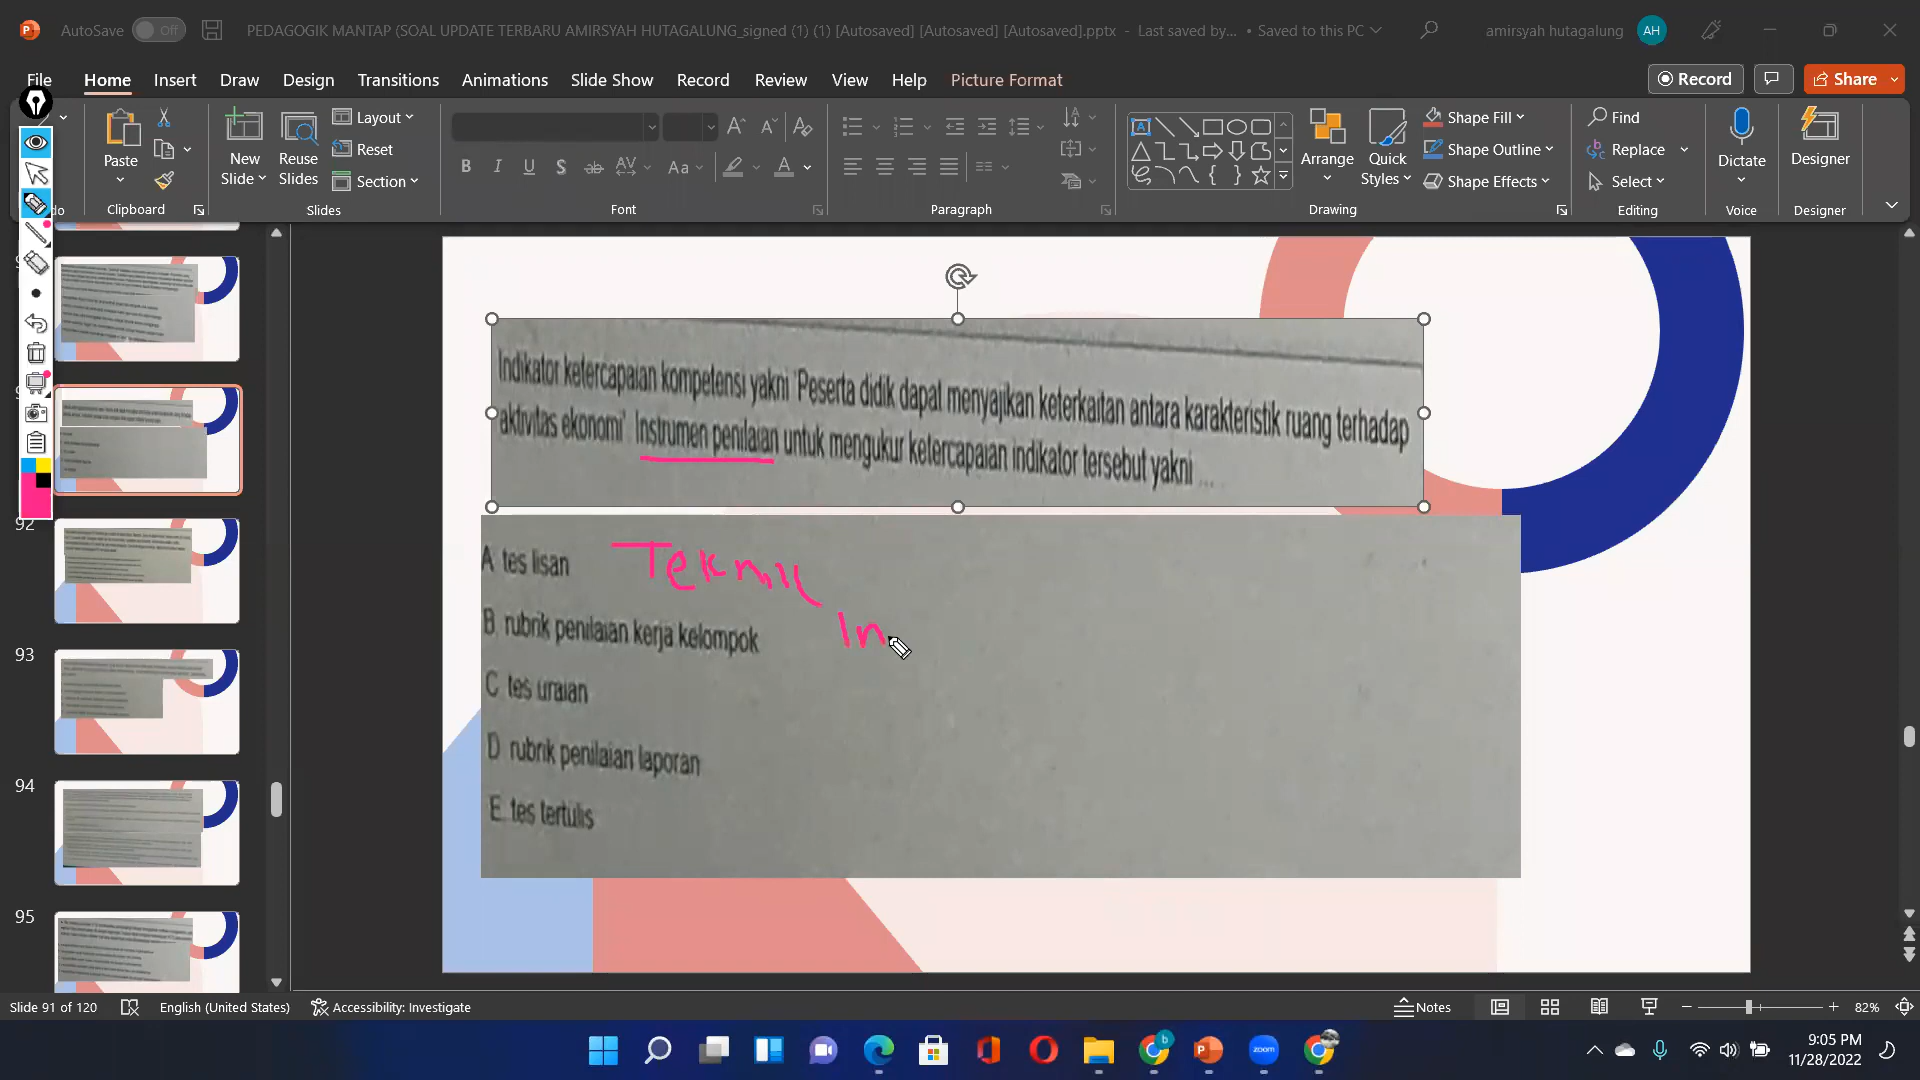 AutoSave Off PEDAGOGIK MANTAP (SOAL UPDATE TERBARU AMIRSYAH HUTAGALUNG_signed (1) (1) [Autosaved] [Autosaved] [Autosaved].pptx - Last saved by... • Saved to this PC amirsyah hutagalung AH
File Home Insert Draw Design Transitions Animations Slide Show Record Review View Help Picture Format Record Share
Paste New Slide Reuse Slides Layout Reset Section
B I U S ab AV Aa A
Arrange Quick Styles Shape Fill Shape Outline Shape Effects
Find Replace Select Dictate Designer
do Clipboard Slides Font Paragraph Drawing Editing Voice Designer
Indikator ketercapaian kompetensi yakni "Peserta didik dapat menyajikan keterkaitan antara karakteristik ruang terhadap
aktivitas ekonomi" Instrumen penilaian untuk mengukur ketercapaian indikator tersebut yakni ...
A. tes lisan
Teknik
B. rubrik penilaian kerja kelompok
In
C. tes uraian
D. rubrik penilaian laporan
E. tes tertulis
92
93
94
95
Slide 91 of 120 English (United States) Accessibility: Investigate Notes 82%
zoom
9:05 PM
11/28/2022